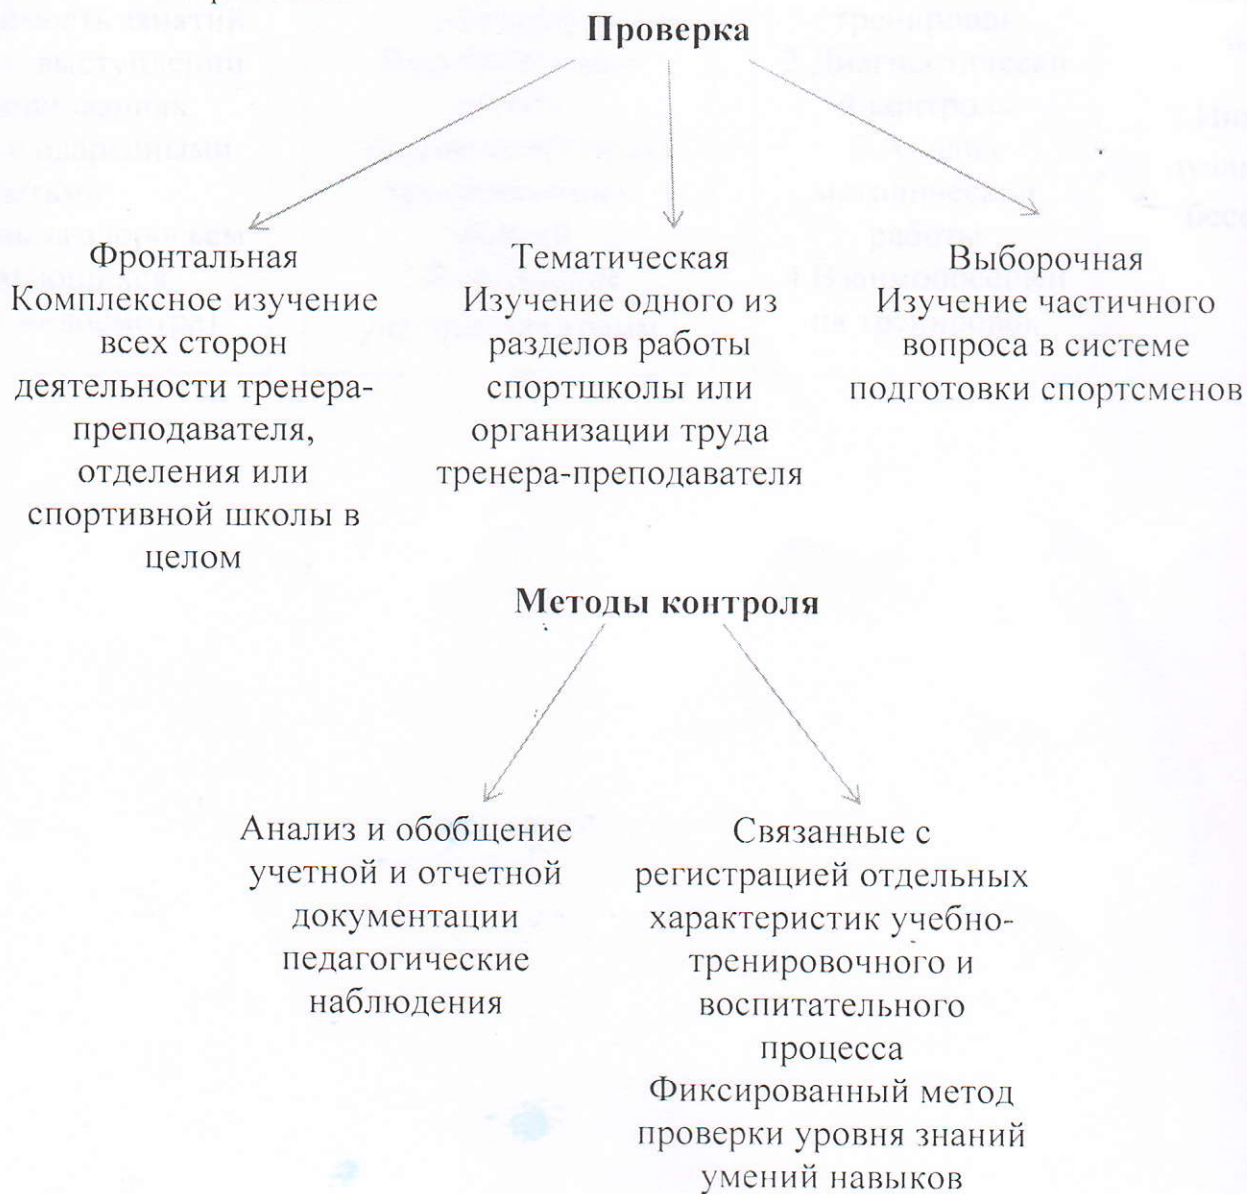 Проверка
Фронтальная
Комплексное изучение
всех сторон
деятельности тренера-
преподавателя,
отделения или
спортивной школы в
целом
Тематическая
Изучение одного из
разделов работы
спортшколы или
организации труда
тренера-преподавателя
Выборочная
Изучение частичного
вопроса в системе
подготовки спортсменов
Методы контроля
Анализ и обобщение
учетной и отчетной
документации
педагогические
наблюдения
Связанные с
регистрацией отдельных
характеристик учебно-
тренировочного и
воспитательного
процесса
Фиксированный метод
проверки уровня знаний
умений навыков